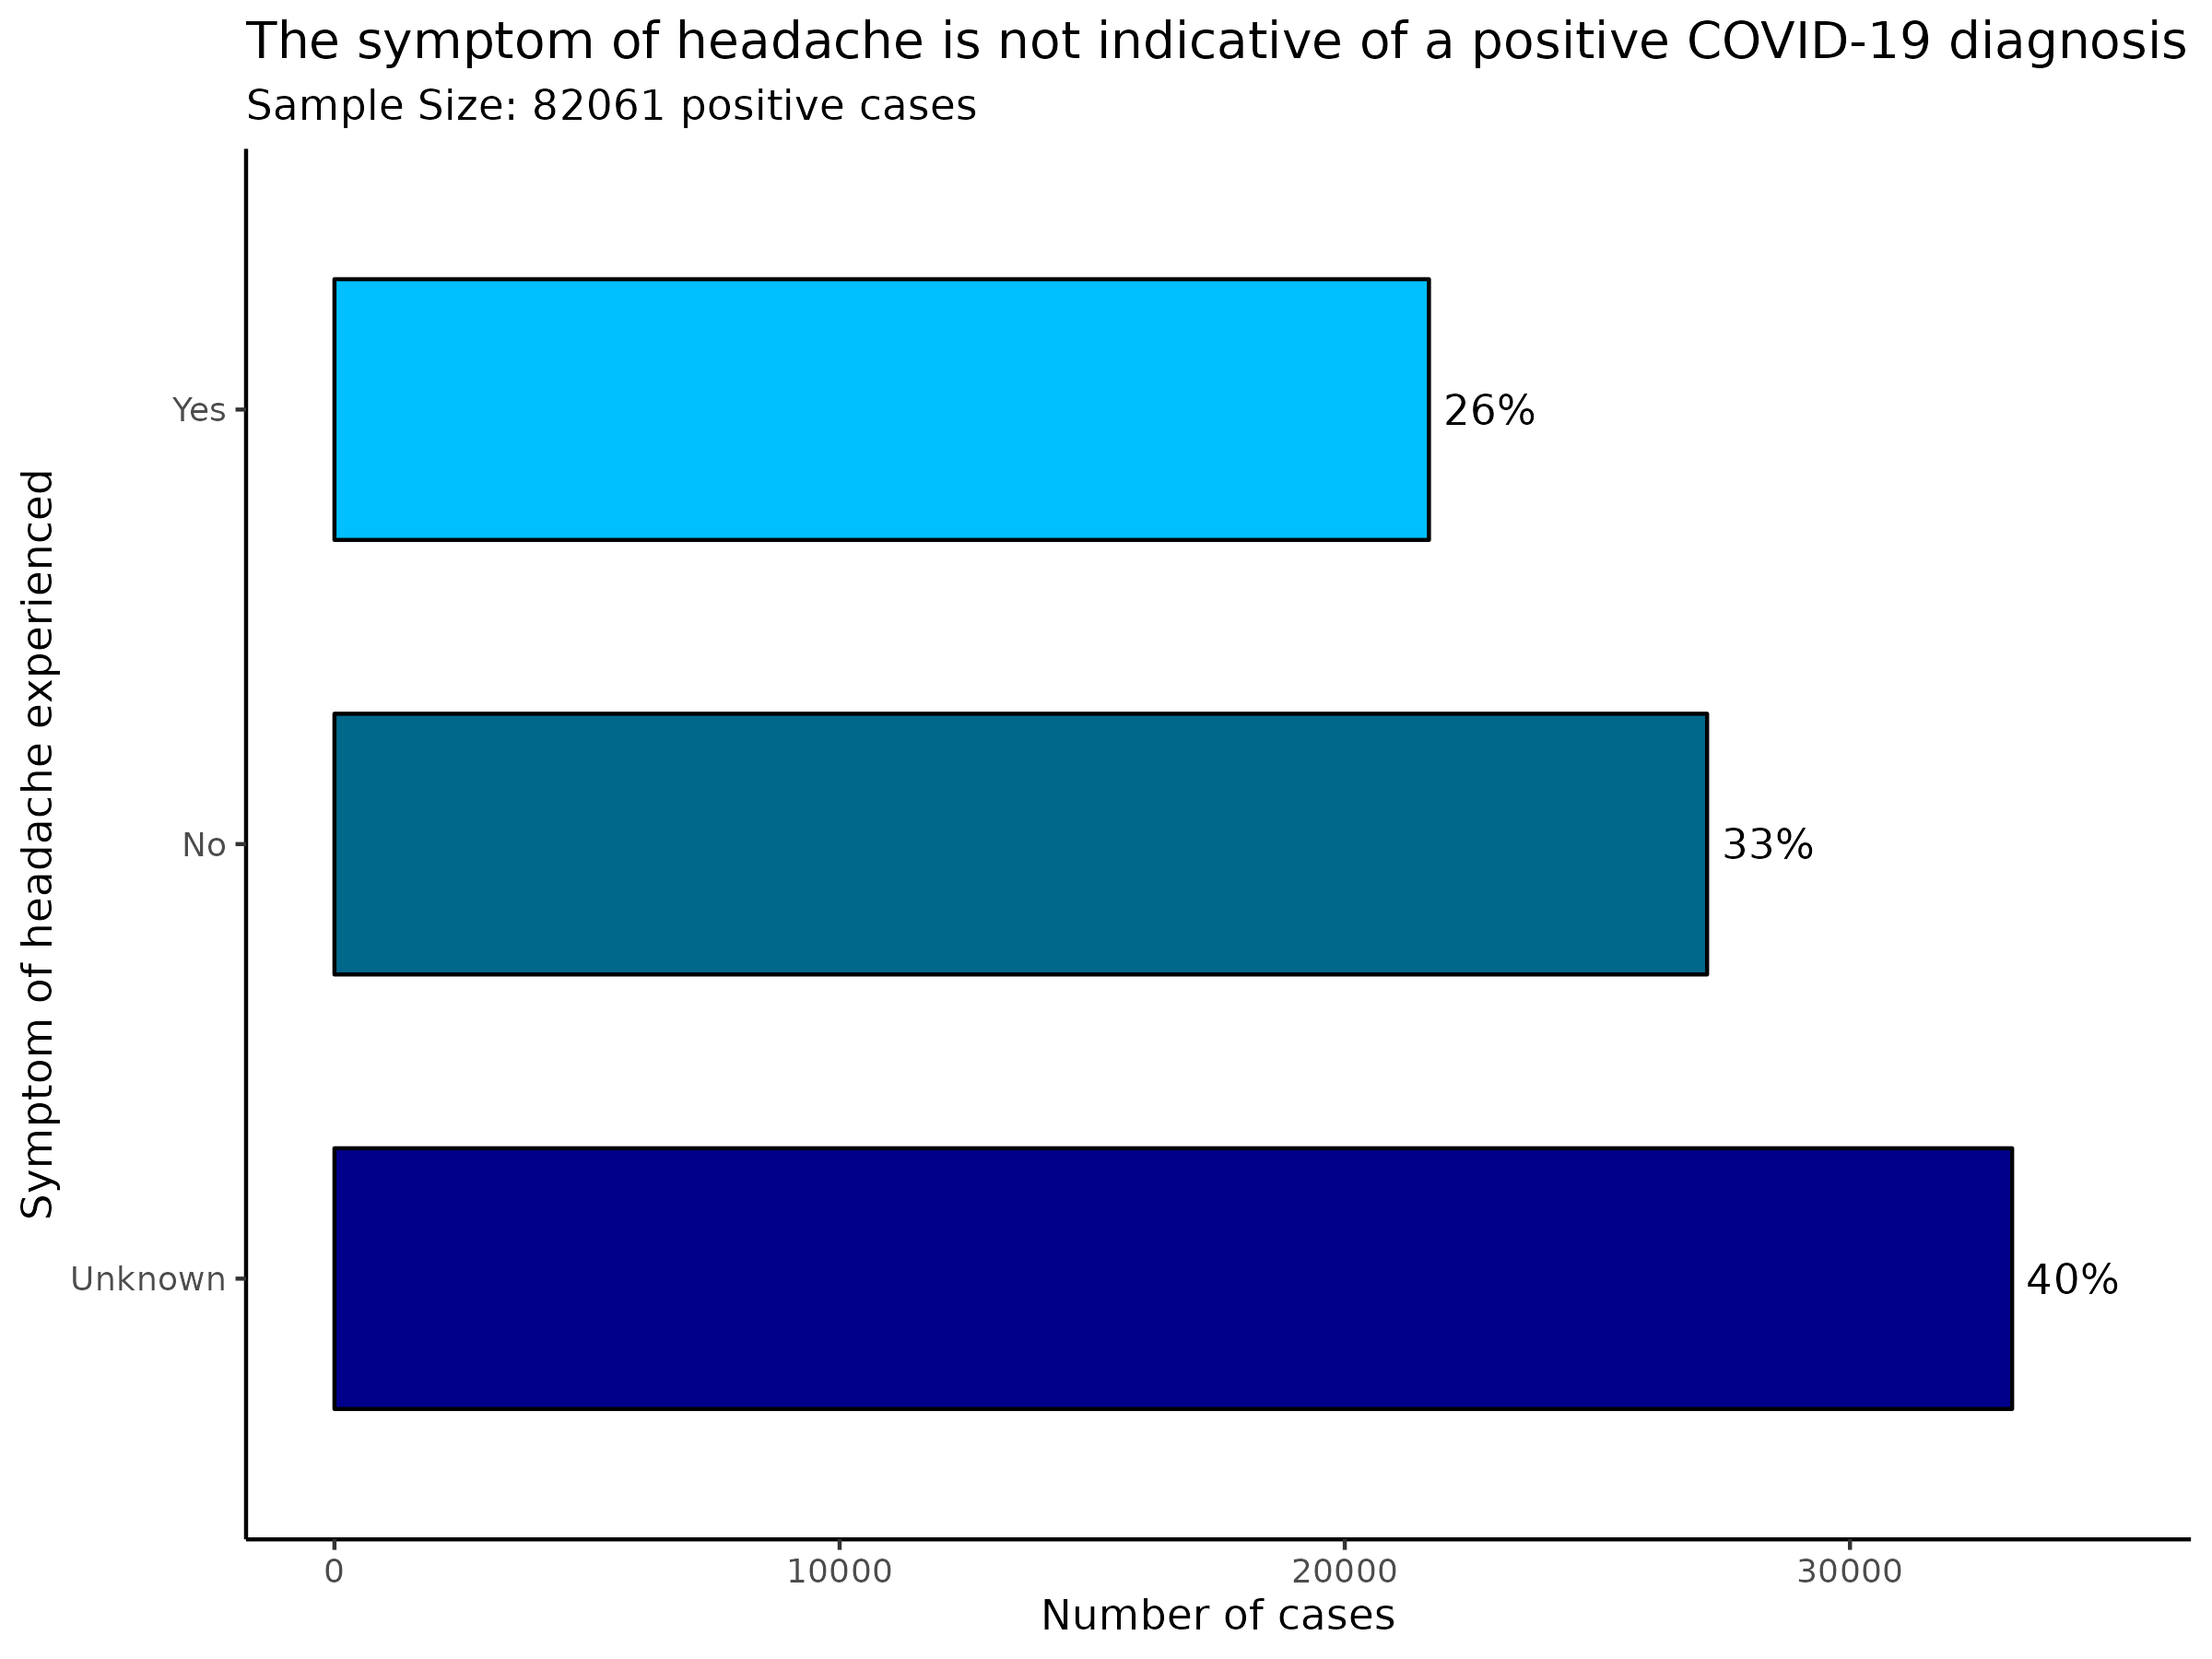 The symptom of headache is not indicative of a positive COVID-19 diagnosis
Sample Size: 82061 positive cases
Symptom of headache experienced
Yes
26%
No
33%
Unknown
40%
0
10000
20000
30000
Number of cases